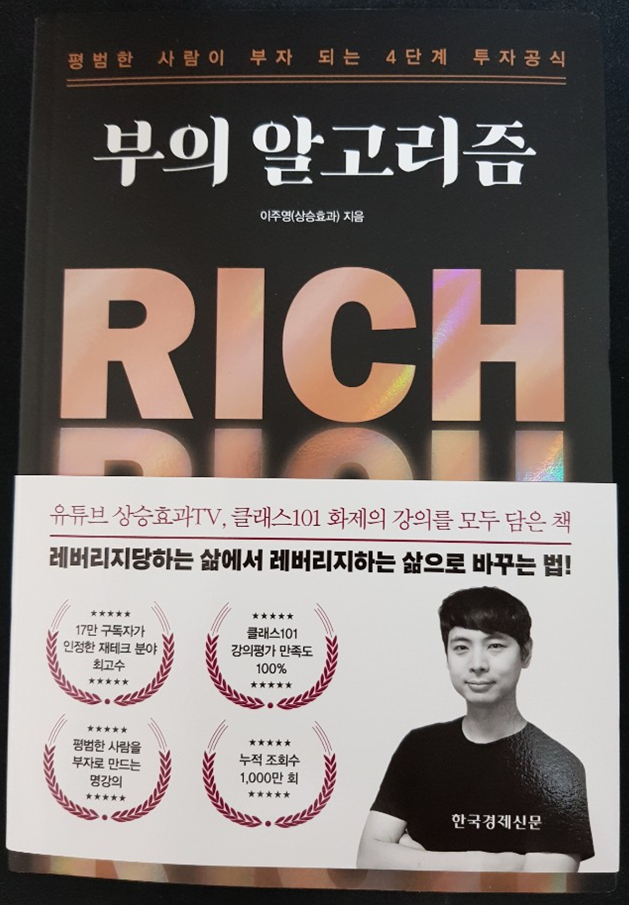 평범한 사람이 부자 되는 4단계 투자공식
부의 알고리즘
이주영(상승효과) 지음
RICH
RICH
유튜브 상승효과TV, 클래스101 화제의 강의를 모두 담은 책
레버리지당하는 삶에서 레버리지하는 삶으로 바꾸는 법!
★★★★★
17만 구독자가
인정한 재테크 분야
최고수
★★★★★
★★★★★
클래스101
강의평가 만족도
100%
★★★★★
★★★★★
평범한 사람을
부자로 만드는
명강의
★★★★★
★★★★★
누적 조회수
1,000만 회
★★★★★
한국경제신문